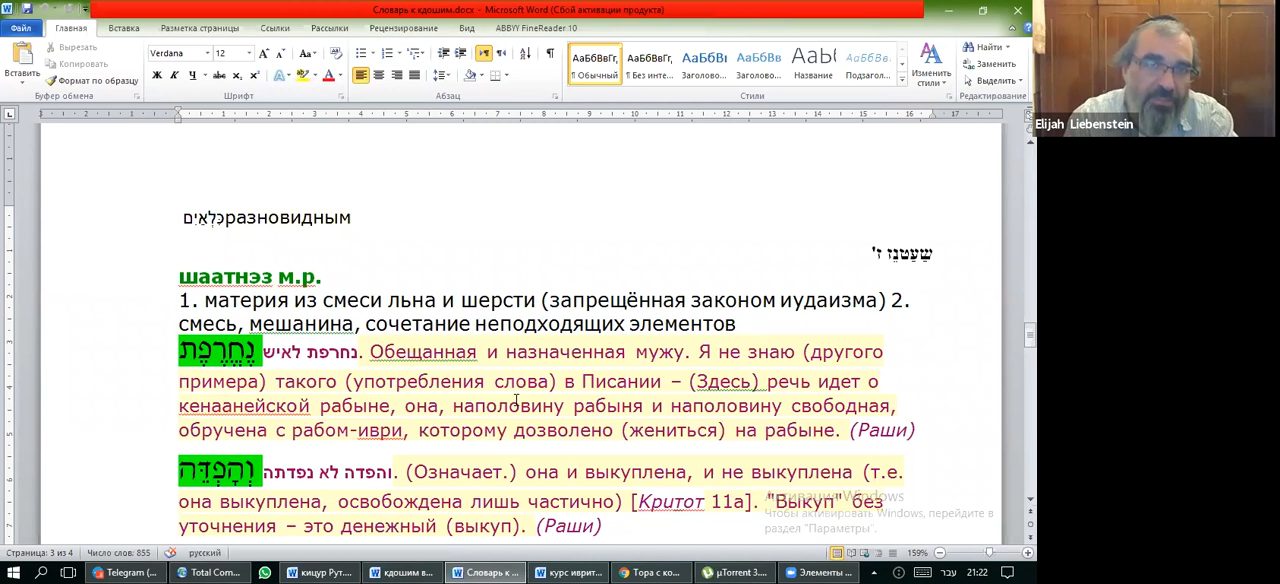 Словарь к кдошим.docx - Microsoft Word (Сбой активации продукта)
Файл Главная Вставка Разметка страницы Ссылки Рассылки Рецензирование Вид ABBYY FineReader 10
Вставить
Вырезать
Копировать
Формат по образцу
Буфер обмена
Verdana 12
Шрифт
Абзац
АаБбВвГг, АаБбВвГг, АаБбВв АаБбВв АаБ АаБбВвГ
¶ Обычный ¶ Без инте... Заголово... Заголово... Название Подзагол...
Стили
Изменить стили
Найти
Заменить
Выделить
Редактирование
Elijah Liebenstein
כִּלְאַיִם разновидным
שַׁעַטְנֵז ז'
шаатнэз м.р.
1. материя из смеси льна и шерсти (запрещённая законом иудаизма) 2.
смесь, мешанина, сочетание неподходящих элементов
נֶחֱרֶפֶת נחרפת לאיש. Обещанная и назначенная мужу. Я не знаю (другого
примера) такого (употребления слова) в Писании – (Здесь) речь идет о
кенаанейской рабыне, она, наполовину рабыня и наполовину свободная,
обручена с рабом-иври, которому дозволено (жениться) на рабыне. (Раши)
וְהָפְדֵּה והפדה לא נפדתה. (Означает.) она и выкуплена, и не выкуплена (т.е.
она выкуплена, освобождена лишь частично) [Критот 11а]. "Выкуп" без
уточнения – это денежный (выкуп). (Раши)
Активация Windows
Чтобы активировать Windows, перейдите в
раздел "Параметры".
Страница: 3 из 4 Число слов: 855 русский 159%
Telegram (... Total Com... кицур Рут... кдошим в... Словарь к ... курс иврит... Тора с ко... µTorrent 3.... Элементы ... עבר 21:22